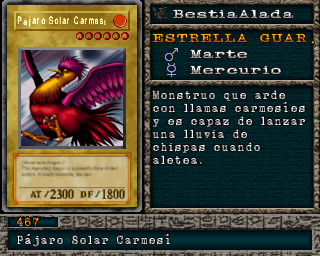 Pájaro Solar Carmesí
AT/2300 DF/1800
BestiaAlada
ESTRELLA GUAR.
Marte
Mercurio
Monstruo que arde
con llamas carmesíes
y es capaz de lanzar
una lluvia de
chispas cuando
aletea.
467
Pájaro Solar Carmesí